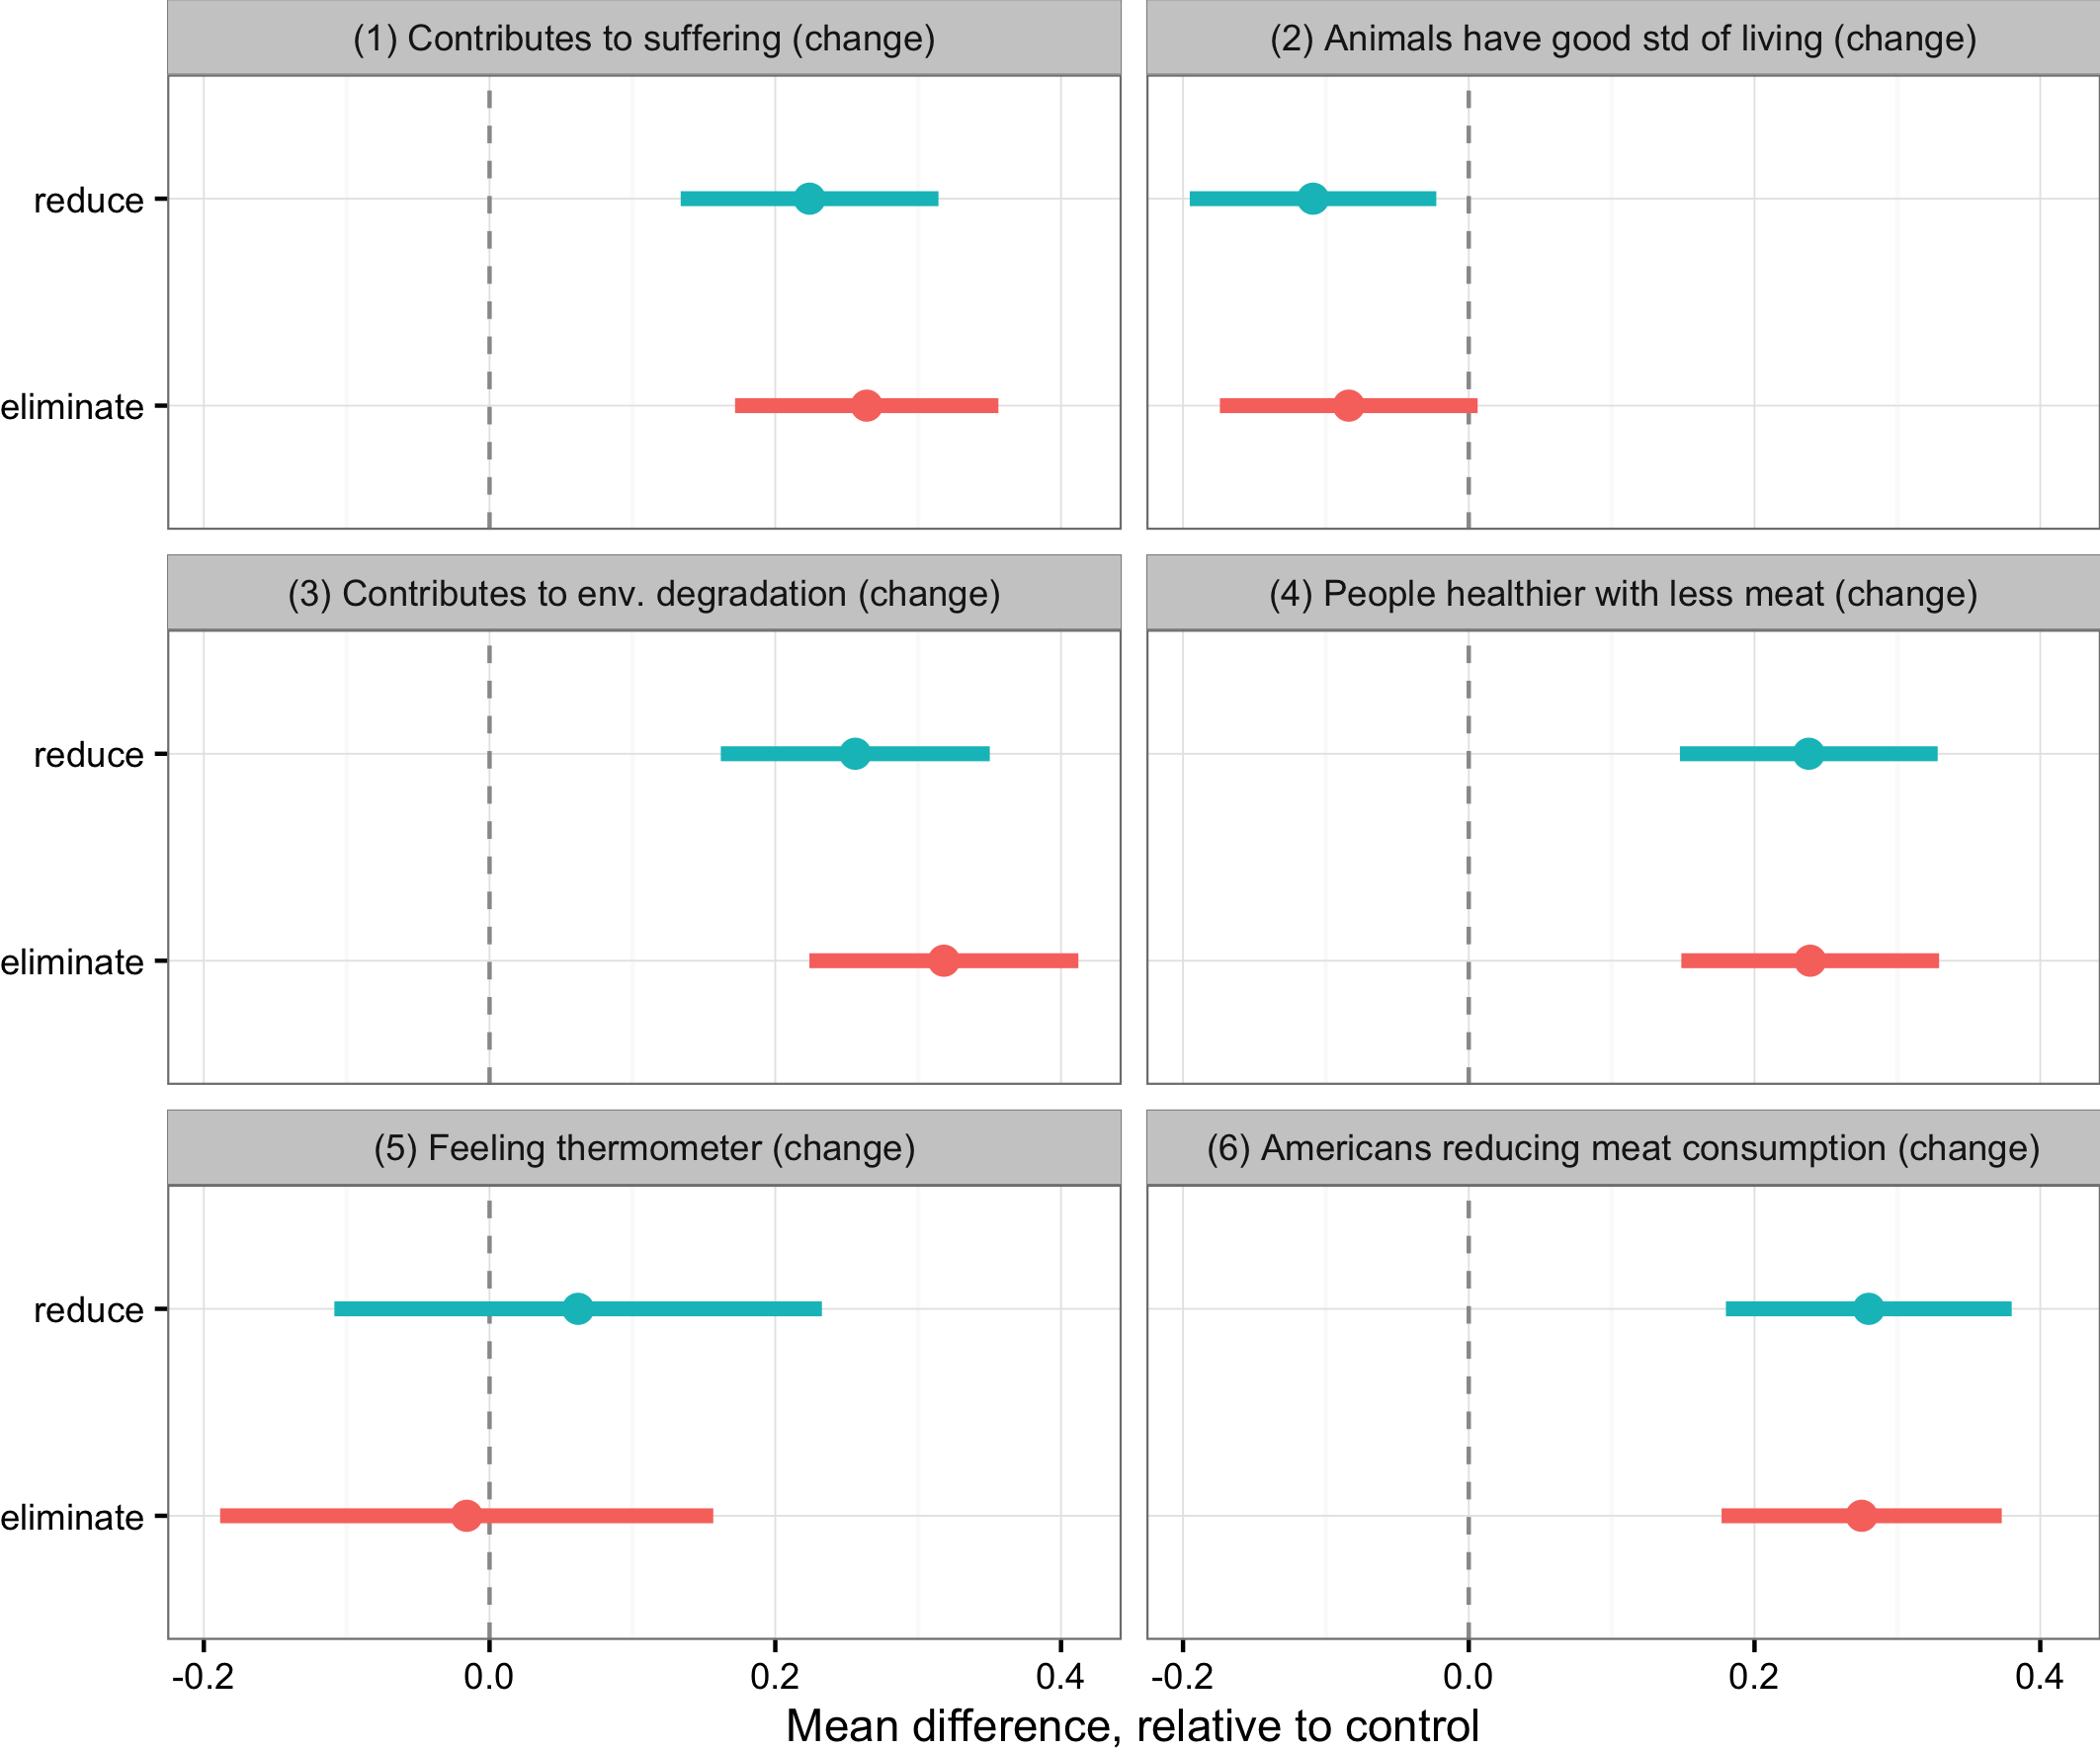 (1) Contributes to suffering (change)
(2) Animals have good std of living (change)
reduce
eliminate
(3) Contributes to env. degradation (change)
(4) People healthier with less meat (change)
reduce
eliminate
(5) Feeling thermometer (change)
(6) Americans reducing meat consumption (change)
reduce
eliminate
-0.2 0.0 0.2 0.4
-0.2 0.0 0.2 0.4
Mean difference, relative to control